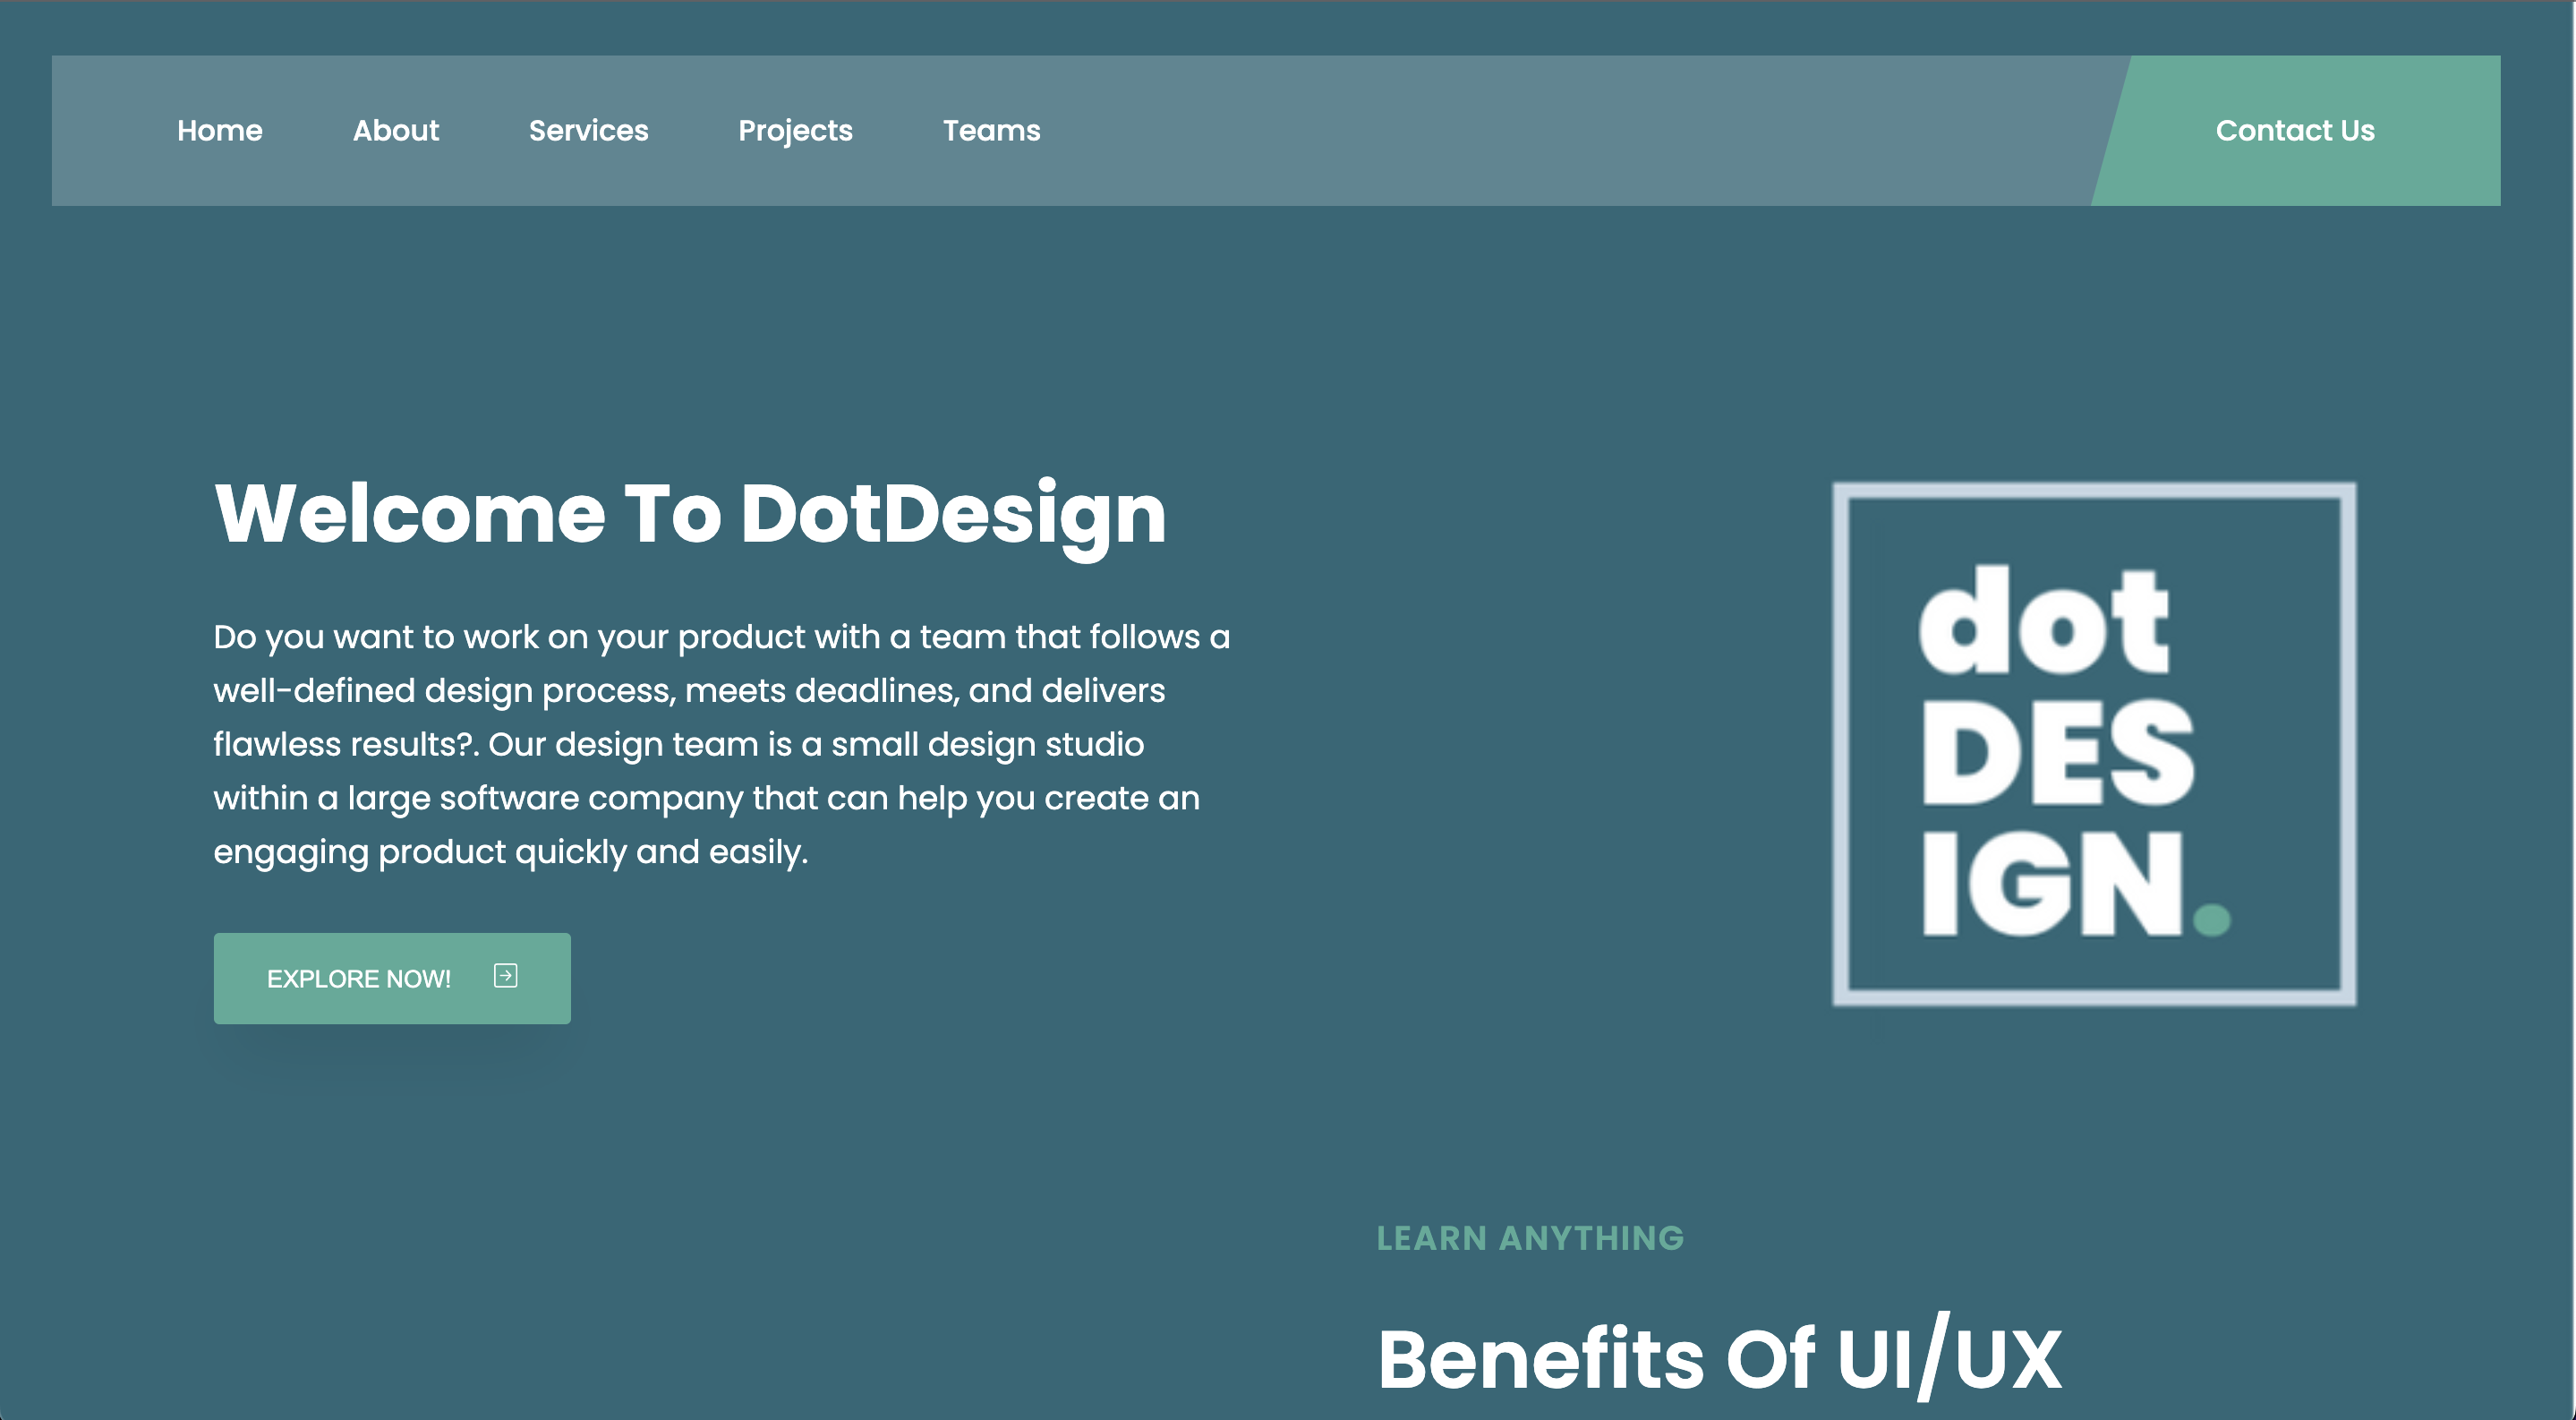 Home About Services Projects Teams Contact Us
Welcome To DotDesign
Do you want to work on your product with a team that follows a
well-defined design process, meets deadlines, and delivers
flawless results?. Our design team is a small design studio
within a large software company that can help you create an
engaging product quickly and easily.
EXPLORE NOW!
dot
DES
IGN.
LEARN ANYTHING
Benefits Of UI/UX